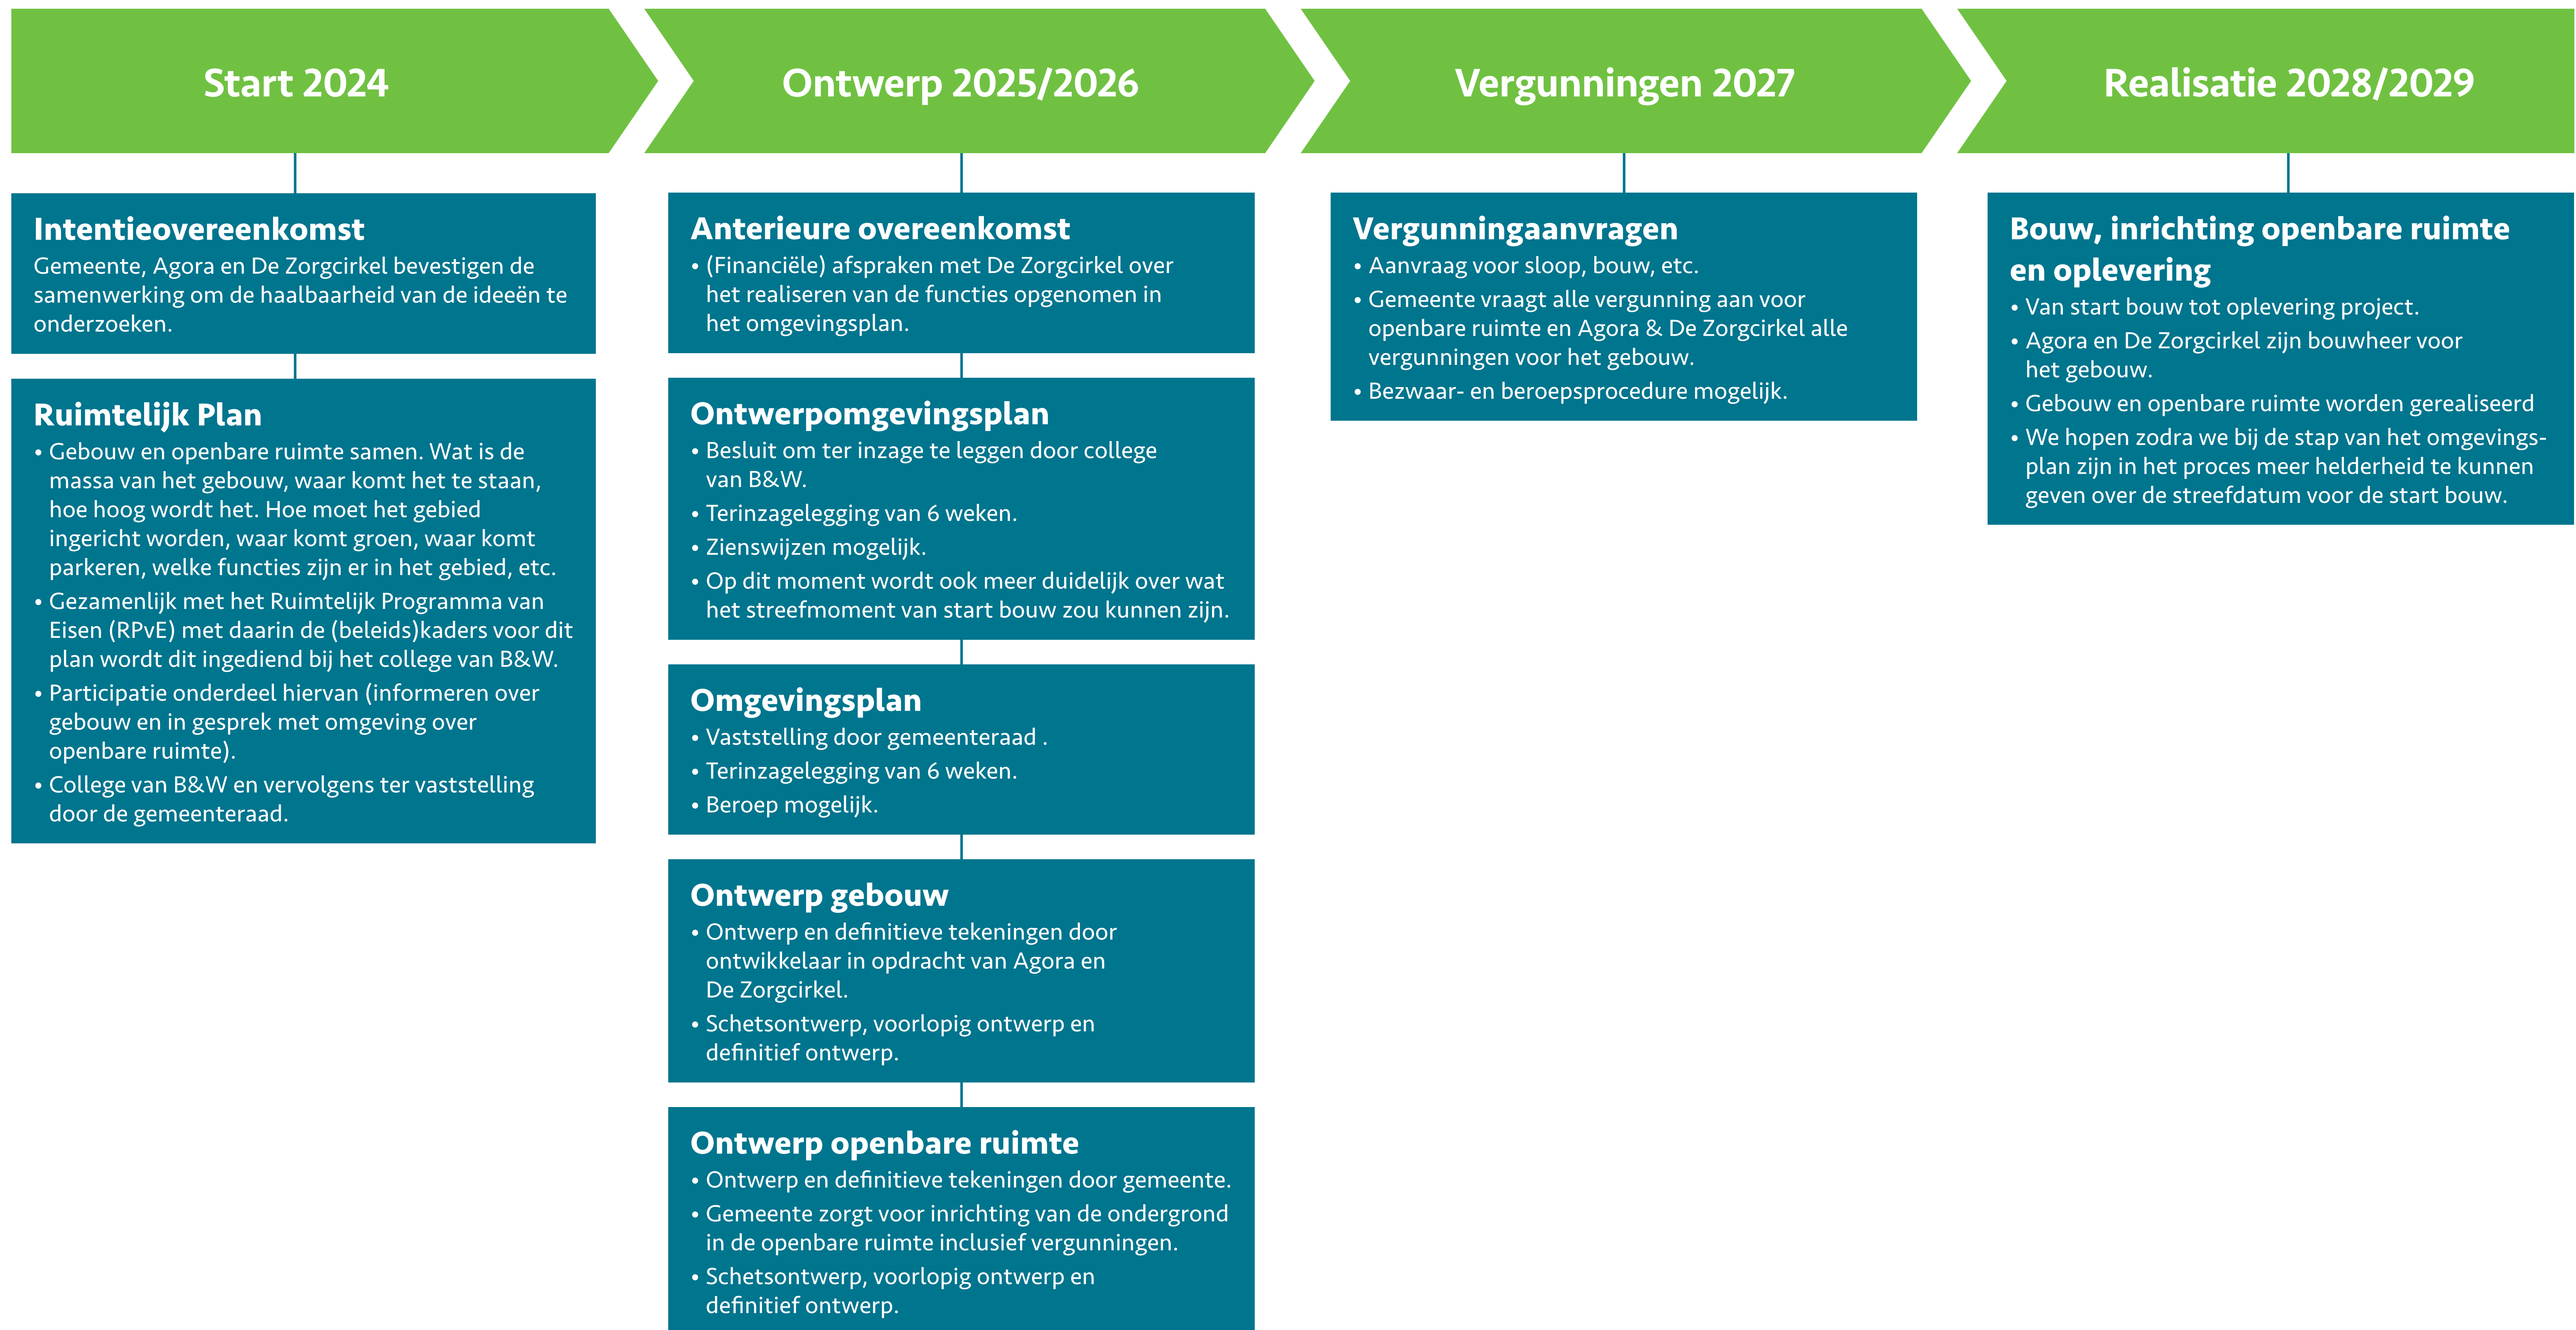 Start 2024
Ontwerp 2025/2026
Vergunningen 2027
Realisatie 2028/2029
Intentieovereenkomst
Gemeente, Agora en De Zorgcirkel bevestigen de
samenwerking om de haalbaarheid van de ideeën te
onderzoeken.
Ruimtelijk Plan
• Gebouw en openbare ruimte samen. Wat is de
massa van het gebouw, waar komt het te staan,
hoe hoog wordt het. Hoe moet het gebied
ingericht worden, waar komt groen, waar komt
parkeren, welke functies zijn er in het gebied, etc.
• Gezamenlijk met het Ruimtelijk Programma van
Eisen (RPvE) met daarin de (beleids)kaders voor dit
plan wordt dit ingediend bij het college van B&W.
• Participatie onderdeel hiervan (informeren over
gebouw en in gesprek met omgeving over
openbare ruimte).
• College van B&W en vervolgens ter vaststelling
door de gemeenteraad.
Anterieure overeenkomst
• (Financiële) afspraken met De Zorgcirkel over
het realiseren van de functies opgenomen in
het omgevingsplan.
Ontwerpomgevingsplan
• Besluit om ter inzage te leggen door college
van B&W.
• Terinzagelegging van 6 weken.
• Zienswijzen mogelijk.
• Op dit moment wordt ook meer duidelijk over wat
het streefmoment van start bouw zou kunnen zijn.
Omgevingsplan
• Vaststelling door gemeenteraad .
• Terinzagelegging van 6 weken.
• Beroep mogelijk.
Ontwerp gebouw
• Ontwerp en definitieve tekeningen door
ontwikkelaar in opdracht van Agora en
De Zorgcirkel.
• Schetsontwerp, voorlopig ontwerp en
definitief ontwerp.
Ontwerp openbare ruimte
• Ontwerp en definitieve tekeningen door gemeente.
• Gemeente zorgt voor inrichting van de ondergrond
in de openbare ruimte inclusief vergunningen.
• Schetsontwerp, voorlopig ontwerp en
definitief ontwerp.
Vergunningaanvragen
• Aanvraag voor sloop, bouw, etc.
• Gemeente vraagt alle vergunning aan voor
openbare ruimte en Agora & De Zorgcirkel alle
vergunningen voor het gebouw.
• Bezwaar- en beroepsprocedure mogelijk.
Bouw, inrichting openbare ruimte
en oplevering
• Van start bouw tot oplevering project.
• Agora en De Zorgcirkel zijn bouwheer voor
het gebouw.
• Gebouw en openbare ruimte worden gerealiseerd
• We hopen zodra we bij de stap van het omgevings-
plan zijn in het proces meer helderheid te kunnen
geven over de streefdatum voor de start bouw.